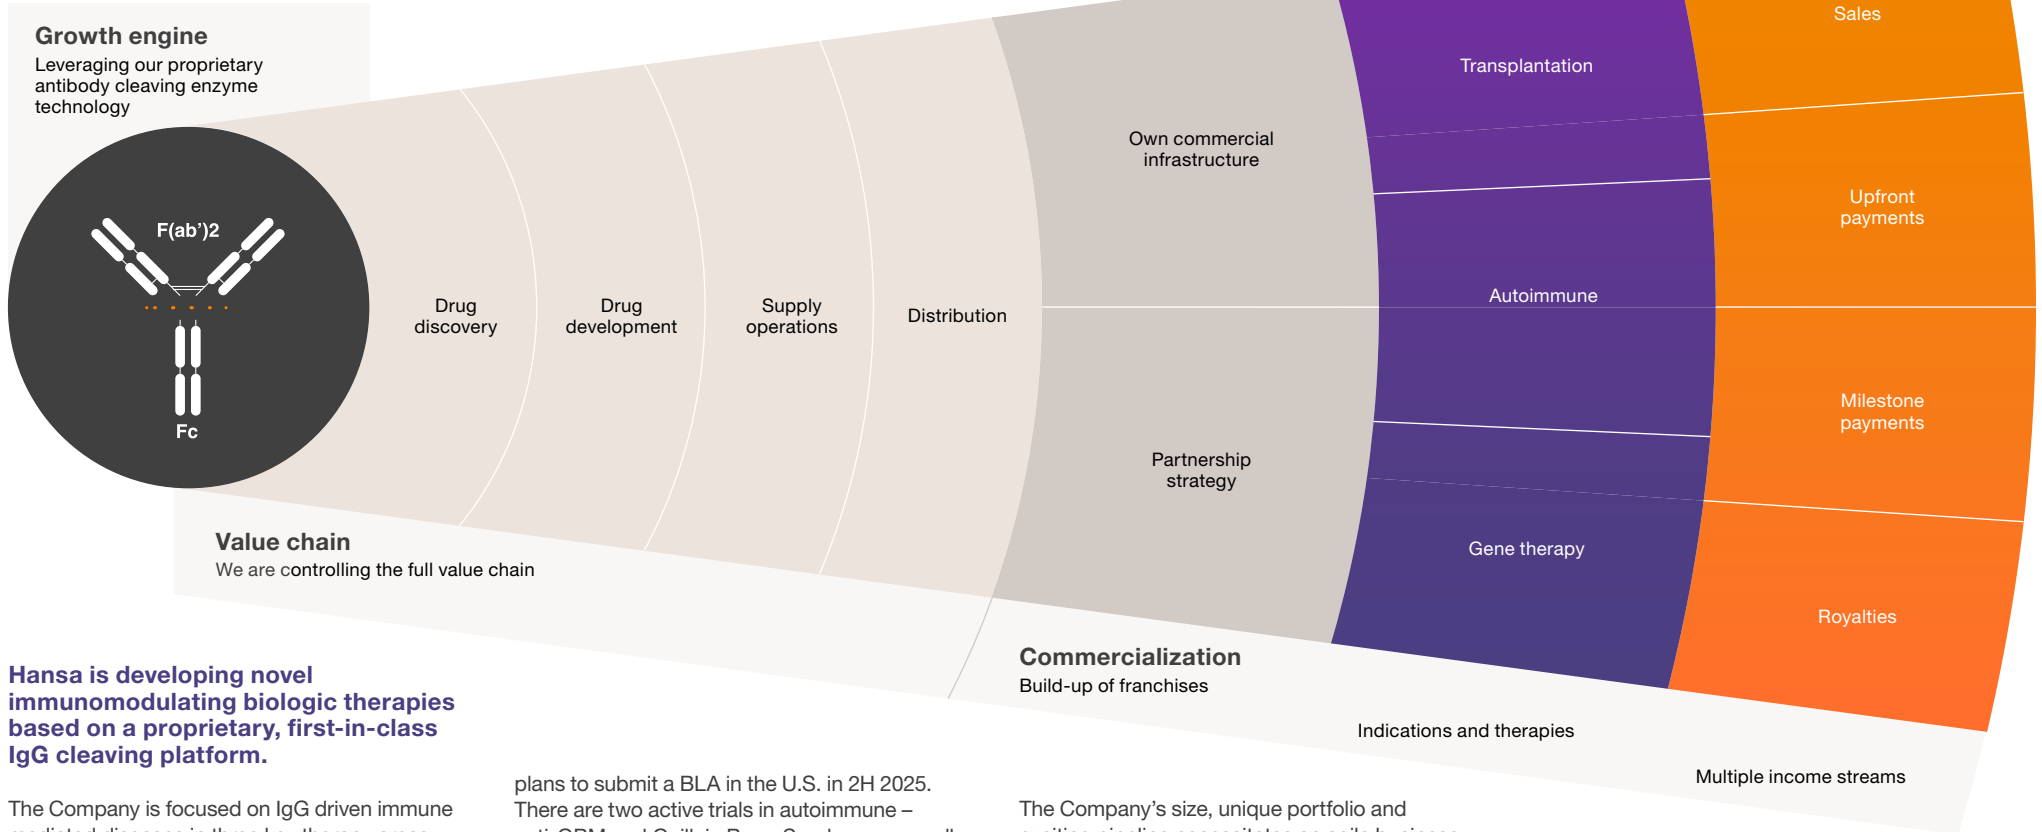 Growth engine
Leveraging our proprietary
antibody cleaving enzyme
technology
F(ab’)2
Fc
Drug
discovery
Drug
development
Supply
operations
Distribution
Own commercial
infrastructure
Partnership
strategy
Transplantation
Autoimmune
Gene therapy
Sales
Upfront
payments
Milestone
payments
Royalties
Value chain
We are controlling the full value chain
Commercialization
Build-up of franchises
Indications and therapies
Multiple income streams
Hansa is developing novel
immunomodulating biologic therapies
based on a proprietary, first-in-class
IgG cleaving platform.
The Company is focused on IgG driven immune
plans to submit a BLA in the U.S. in 2H 2025.
There are two active trials in autoimmune –
The Company’s size, unique portfolio and